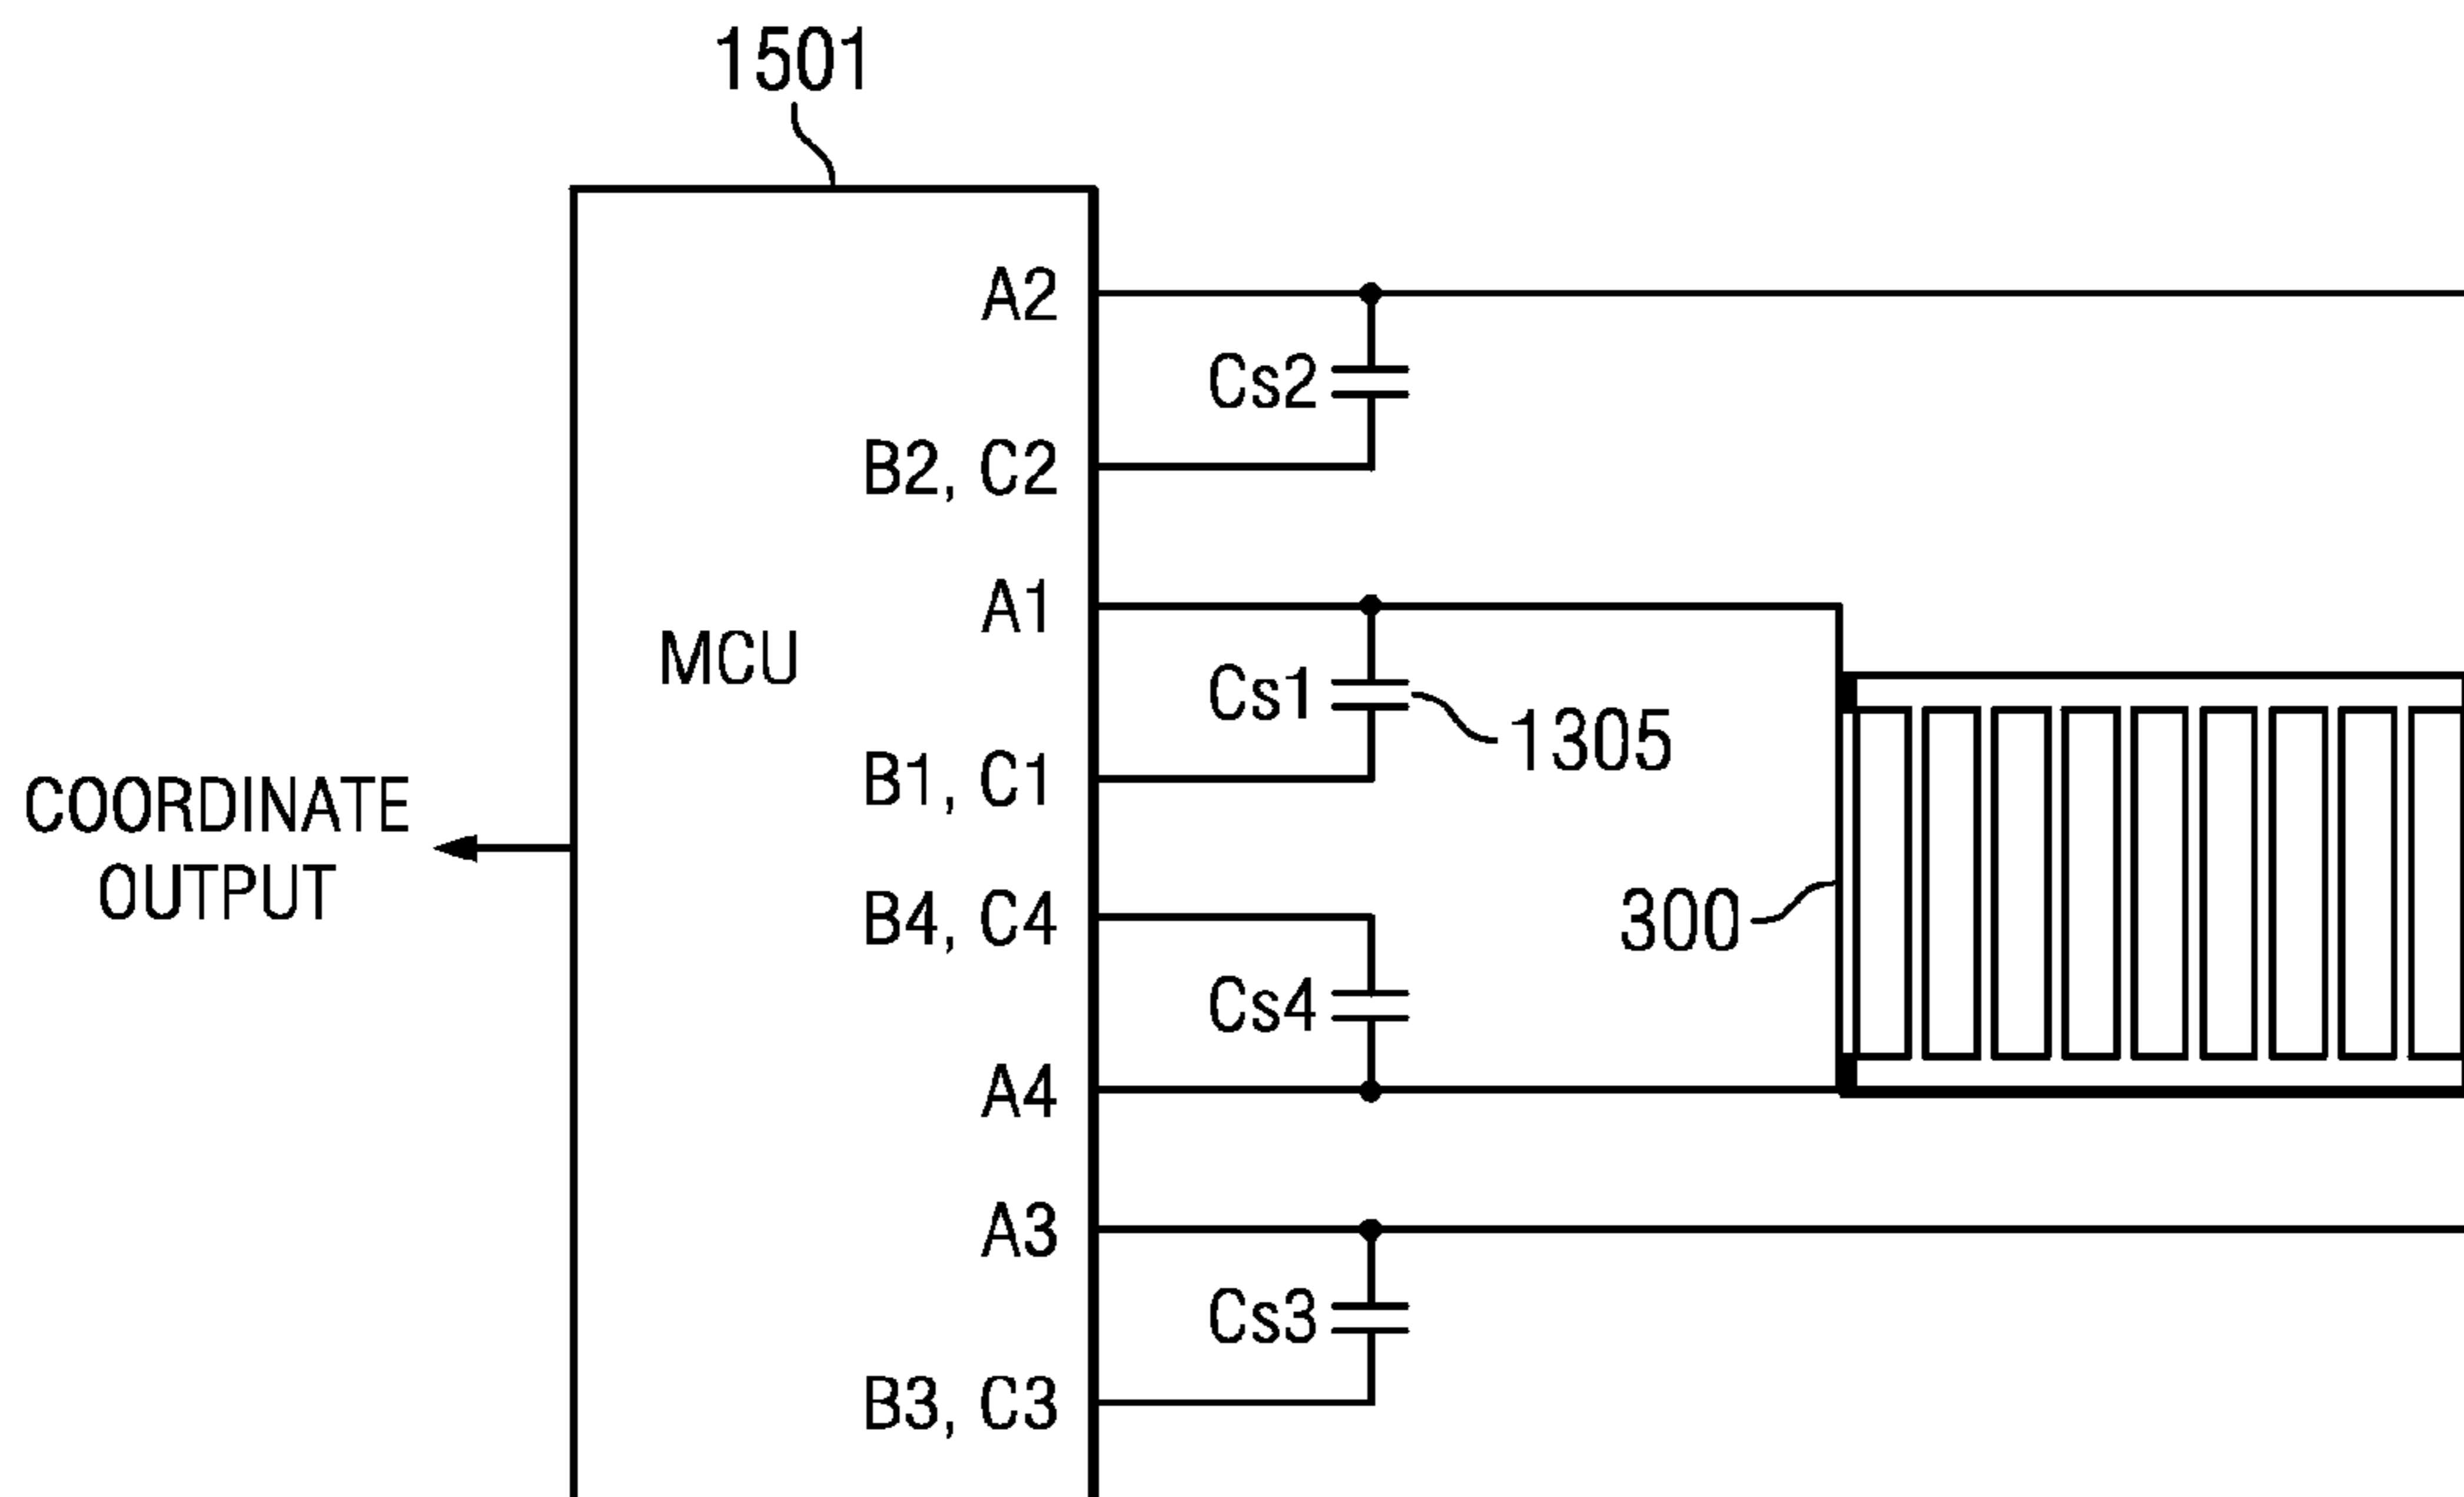 1501
A2
Cs2
B2, C2
A1
MCU
Cs1
1305
B1, C1
COORDINATE
OUTPUT
B4, C4
300
Cs4
A4
A3
Cs3
B3, C3